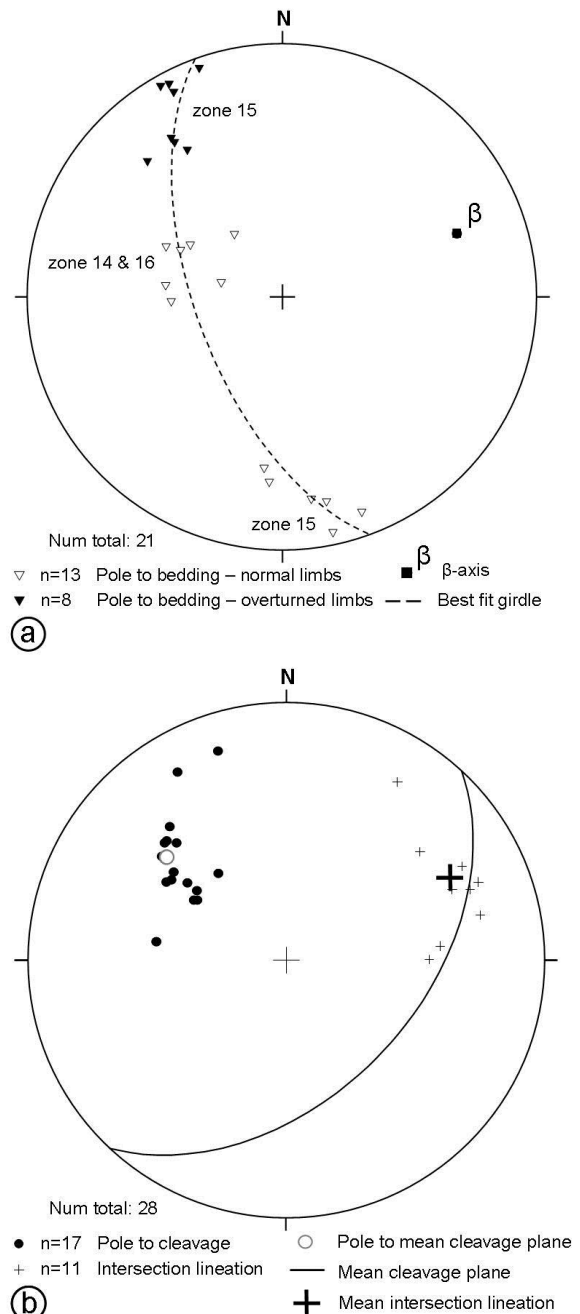 N
zone 15
β
zone 14 & 16
zone 15
Num total: 21
β
β-axis
n=13 Pole to bedding – normal limbs
n=8 Pole to bedding – overturned limbs
Best fit girdle
a
N
Num total: 28
n=17 Pole to cleavage
Pole to mean cleavage plane
n=11 Intersection lineation
Mean cleavage plane
Mean intersection lineation
b